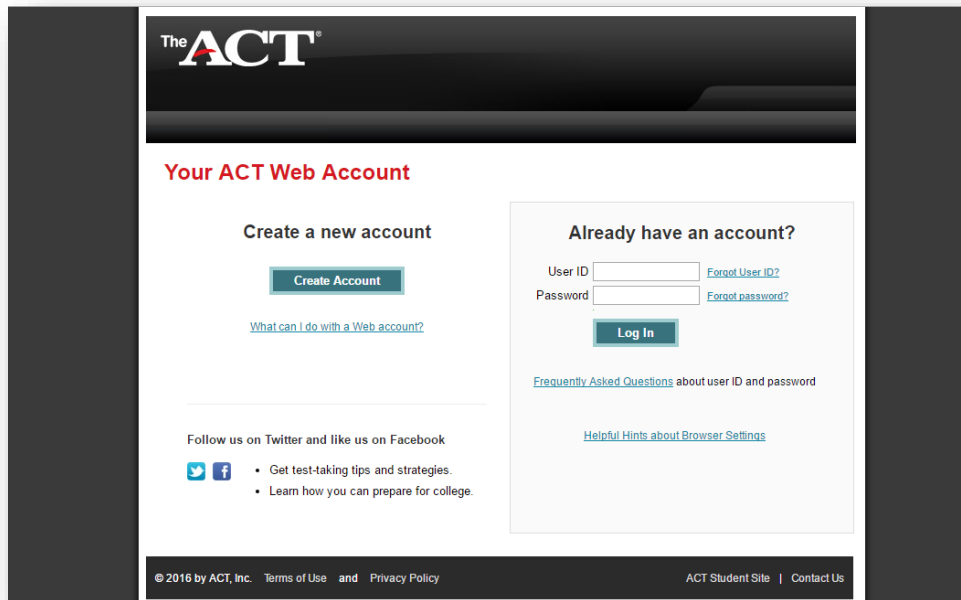 The ACT®
Your ACT Web Account
Create a new account
Create Account
What can I do with a Web account?
Follow us on Twitter and like us on Facebook
• Get test-taking tips and strategies.
• Learn how you can prepare for college.
Already have an account?
User ID Forgot User ID?
Password Forgot password?
Log In
Frequently Asked Questions about user ID and password
Helpful Hints about Browser Settings
© 2016 by ACT, Inc. Terms of Use and Privacy Policy ACT Student Site | Contact Us